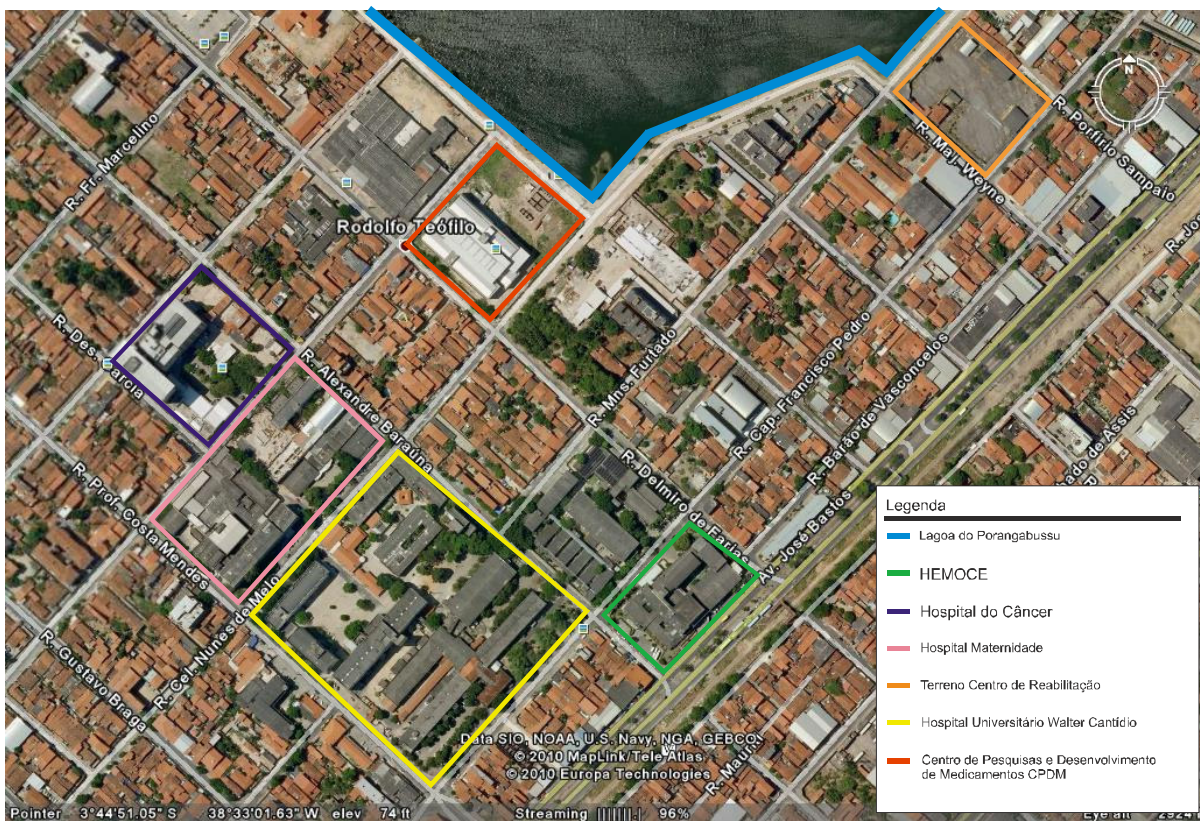 R. Fr. Marcelino
Rodolfo Teófilo
R. Des.
Garcia
R. Alexandre Baraúna
R. Prof. Costa Mendes
R. Gustavo Braga
R. Cel. Nunes de Melo
R. Mns. Furtado
R. Delmiro de Farias
R. Cap. Francisco Pedro
R. Barão de Vasconcelos
Av. José Bastos
R. Maj. Weyne
R. Porfírio Sampaio
N
Legenda
Lagoa do Porangabussu
HEMOCE
Hospital do Câncer
Hospital Maternidade
Terreno Centro de Reabilitação
Hospital Universitário Walter Cantídio
Centro de Pesquisas e Desenvolvimento
de Medicamentos CPDM
Data SIO, NOAA, U.S. Navy, NGA, GEBCO
© 2010 MapLink/Tele Atlas
© 2010 Europa Technologies
Pointer 3°44'51.05" S 38°33'01.63" W elev 74 ft
Streaming |||||||.| 96%
Eye alt 2924